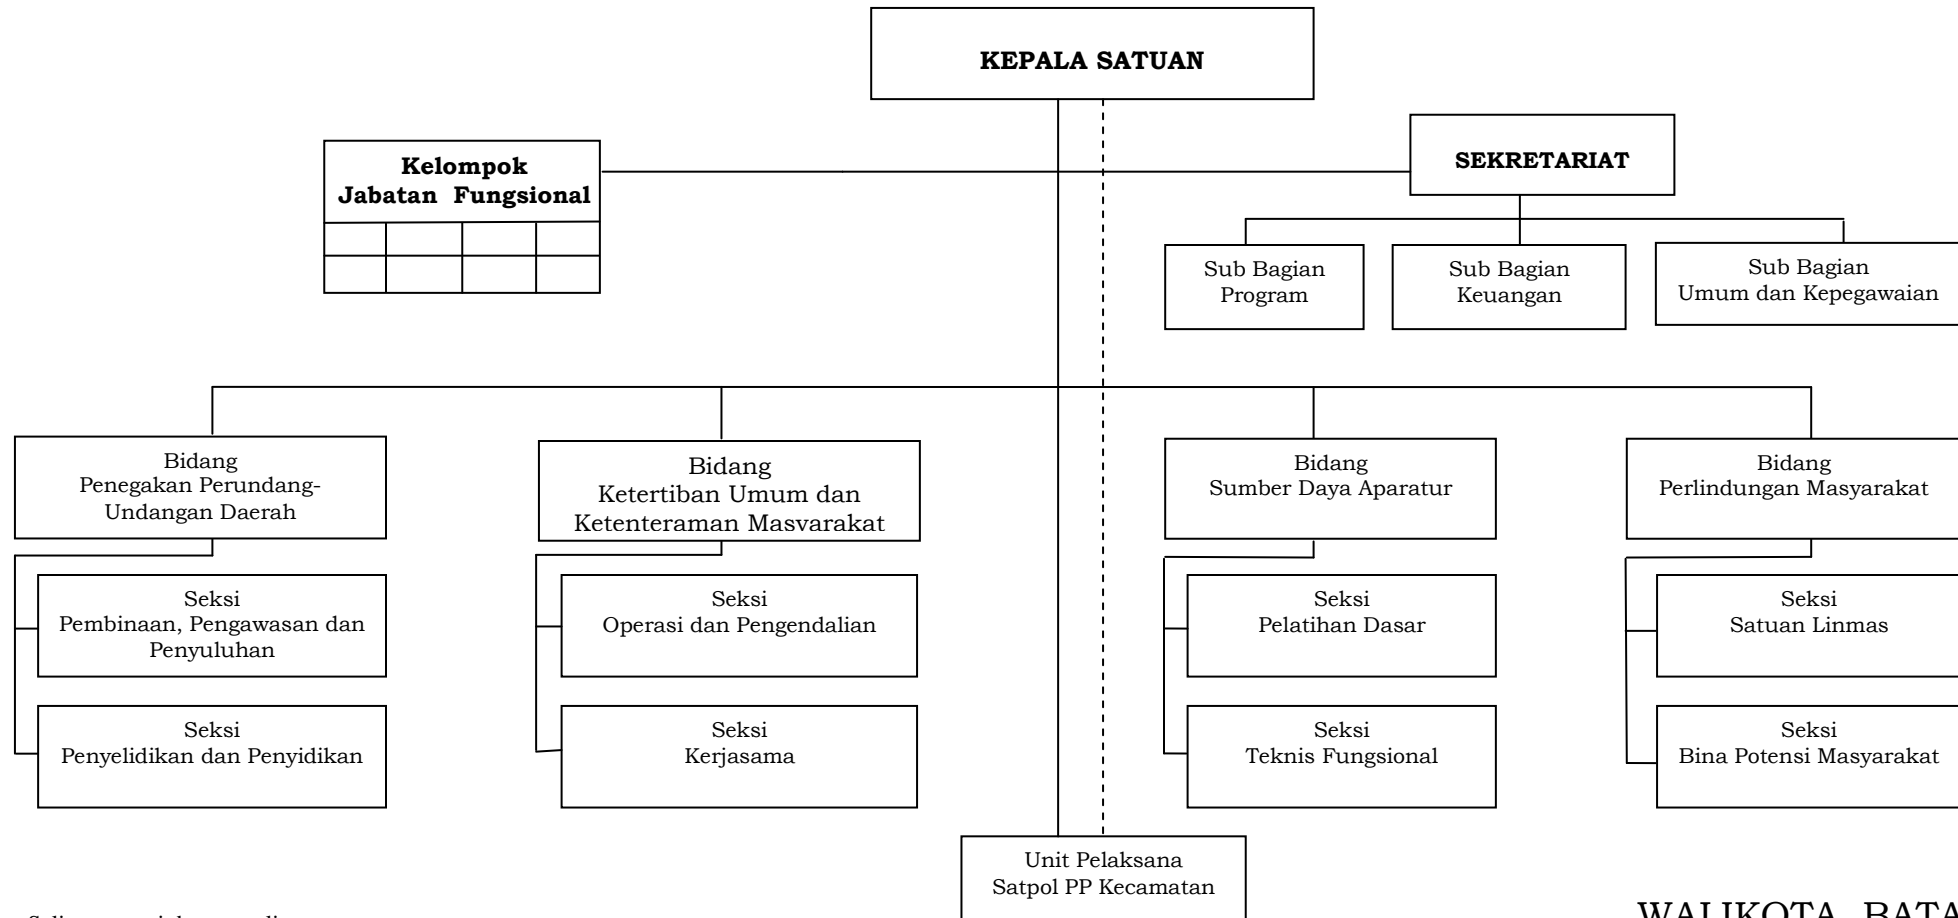 KEPALA SATUAN
Kelompok
Jabatan Fungsional
SEKRETARIAT
Sub Bagian
Program
Sub Bagian
Keuangan
Sub Bagian
Umum dan Kepegawaian
Bidang
Penegakan Perundang-
Undangan Daerah
Bidang
Ketertiban Umum dan
Ketenteraman Masyarakat
Bidang
Sumber Daya Aparatur
Bidang
Perlindungan Masyarakat
Seksi
Pembinaan, Pengawasan dan
Penyuluhan
Seksi
Operasi dan Pengendalian
Seksi
Pelatihan Dasar
Seksi
Satuan Linmas
Seksi
Penyelidikan dan Penyidikan
Seksi
Kerjasama
Seksi
Teknis Fungsional
Seksi
Bina Potensi Masyarakat
Unit Pelaksana
Satpol PP Kecamatan
WALIKOTA BATA